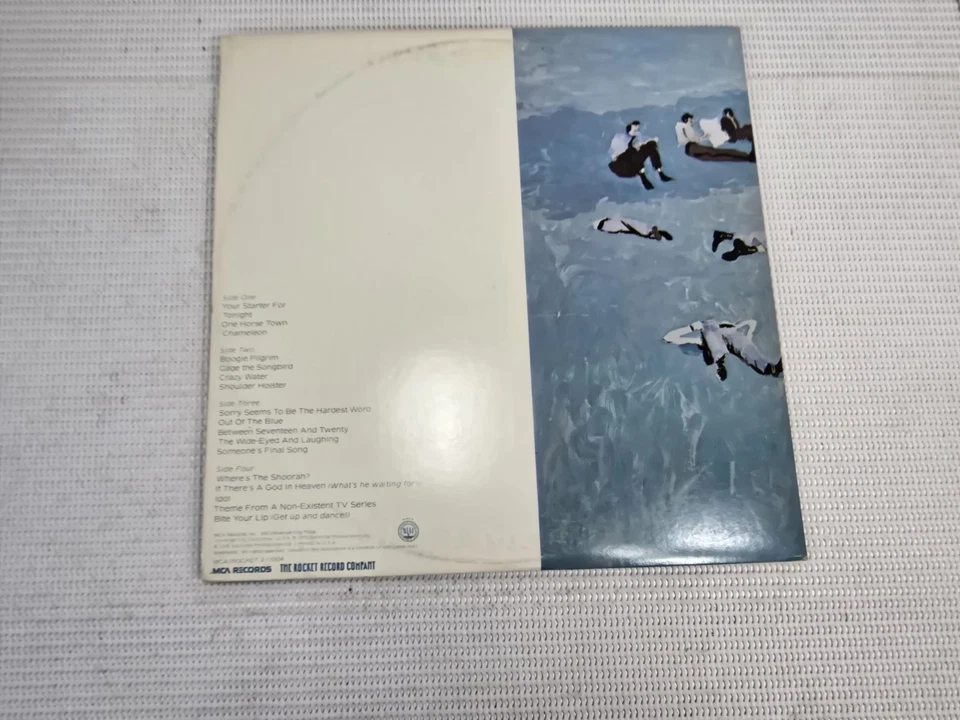 Side One
Your Starter For
Tonight
One Horse Town
Chameleon
Side Two
Boogie Pilgrim
Cage the Songbird
Crazy Water
Shoulder Holster
Side Three
Sorry Seems To Be The Hardest Word
Out Of The Blue
Between Seventeen And Twenty
The Wide-Eyed And Laughing
Someone's Final Song
Side Four
Where's The Shoorah?
If There's A God In Heaven (What's he waiting for
Idol
Theme From A Non-Existent TV Series
Bite Your Lip (Get up and dance!)
MCA Records, Inc.
MCA RECORDS THE ROCKET RECORD COMPANY